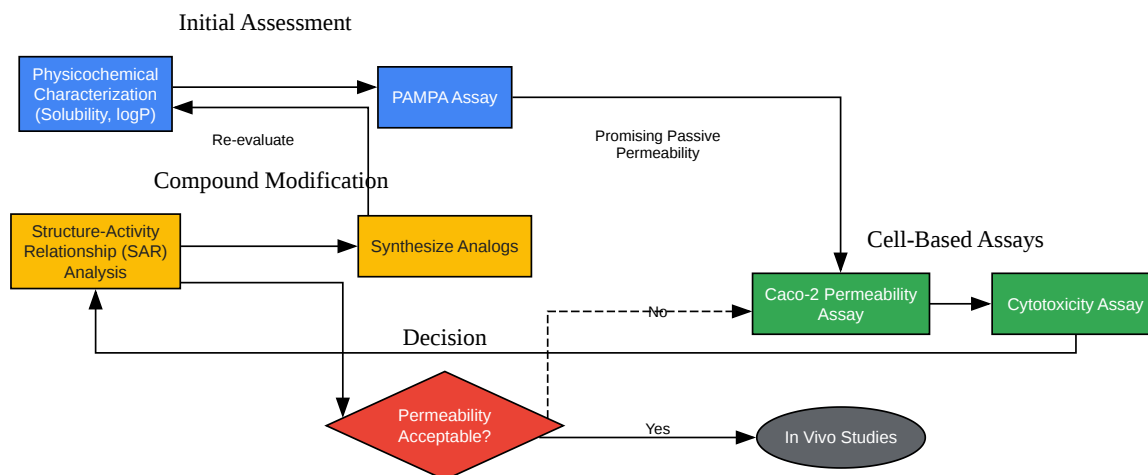 Initial Assessment
Physicochemical
Characterization
(Solubility, logP)
PAMPA Assay
Re-evaluate
Promising Passive
Permeability
Compound Modification
Structure-Activity
Relationship (SAR)
Analysis
Synthesize Analogs
Cell-Based Assays
Caco-2 Permeability
Assay
Cytotoxicity Assay
No
Decision
Permeability
Acceptable?
Yes
In Vivo Studies